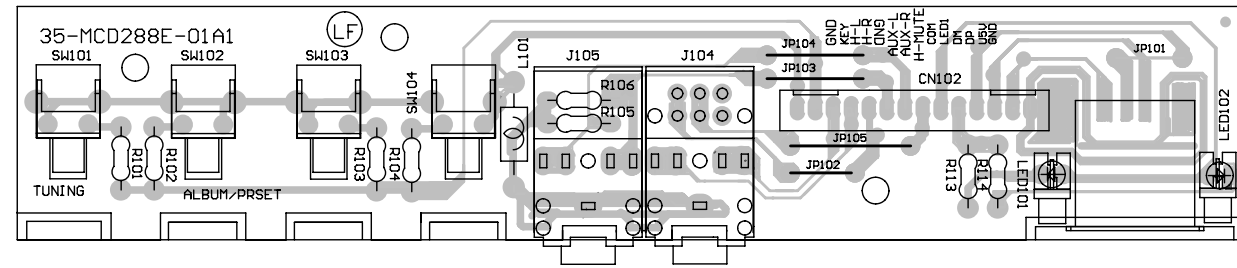 35-MCD288E-01A1
LF
SW101
SW102
SW103
SW104
L101
J105
J104
R106
R105
JP104
JP103
GND
KEY
H-L
H-R
GND
AUX-L
AUX-R
H-MUTE
COM
LED1
DM
DP
U5V
GND
CN102
JP101
JP105
JP102
R101
R102
R103
R104
R113
R114
LED101
LED102
TUNING
ALBUM/PRSET